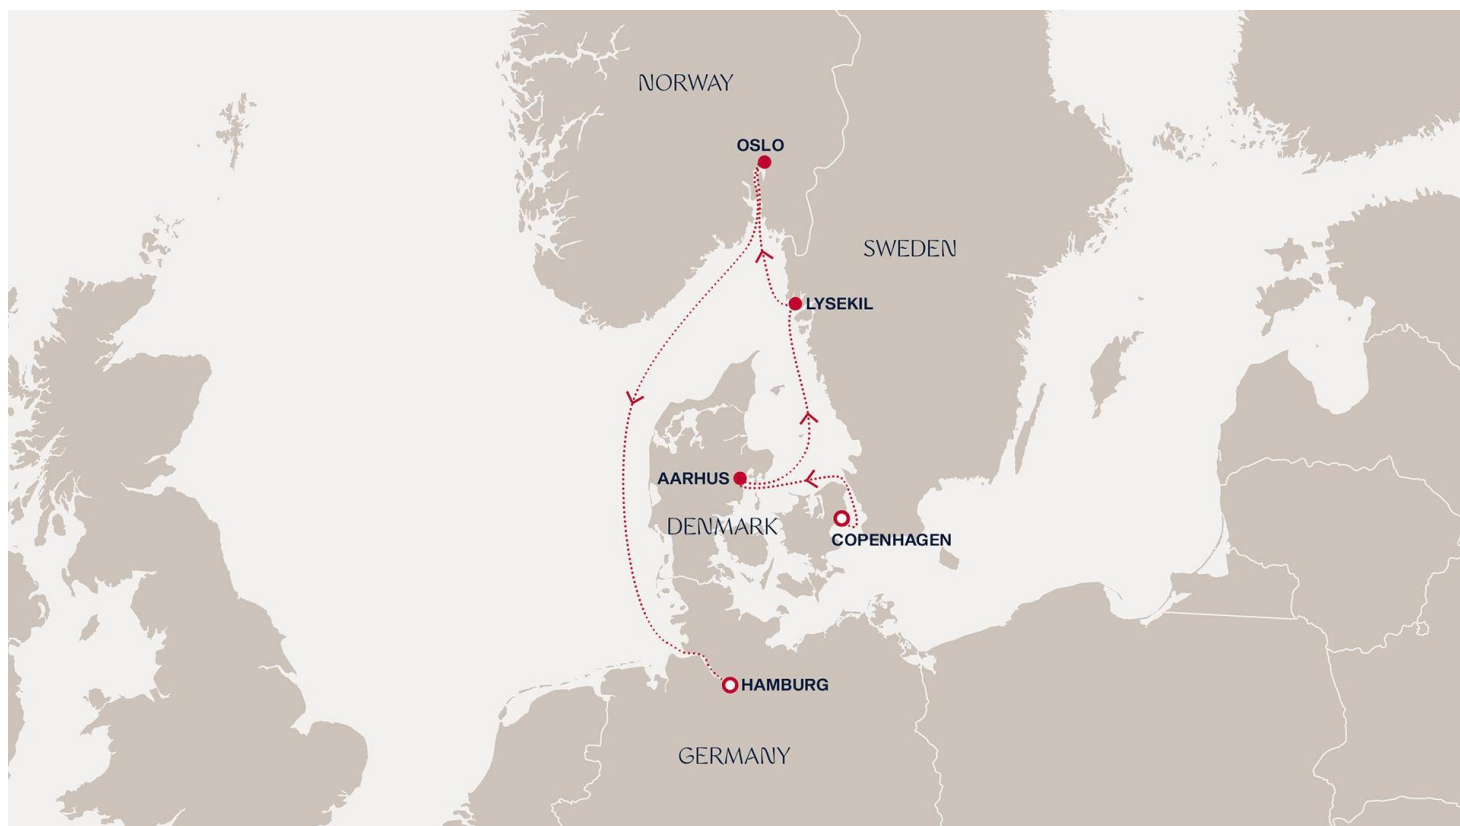 NORWAY
OSLO
SWEDEN
LYSEKIL
AARHUS
DENMARK
COPENHAGEN
HAMBURG
GERMANY